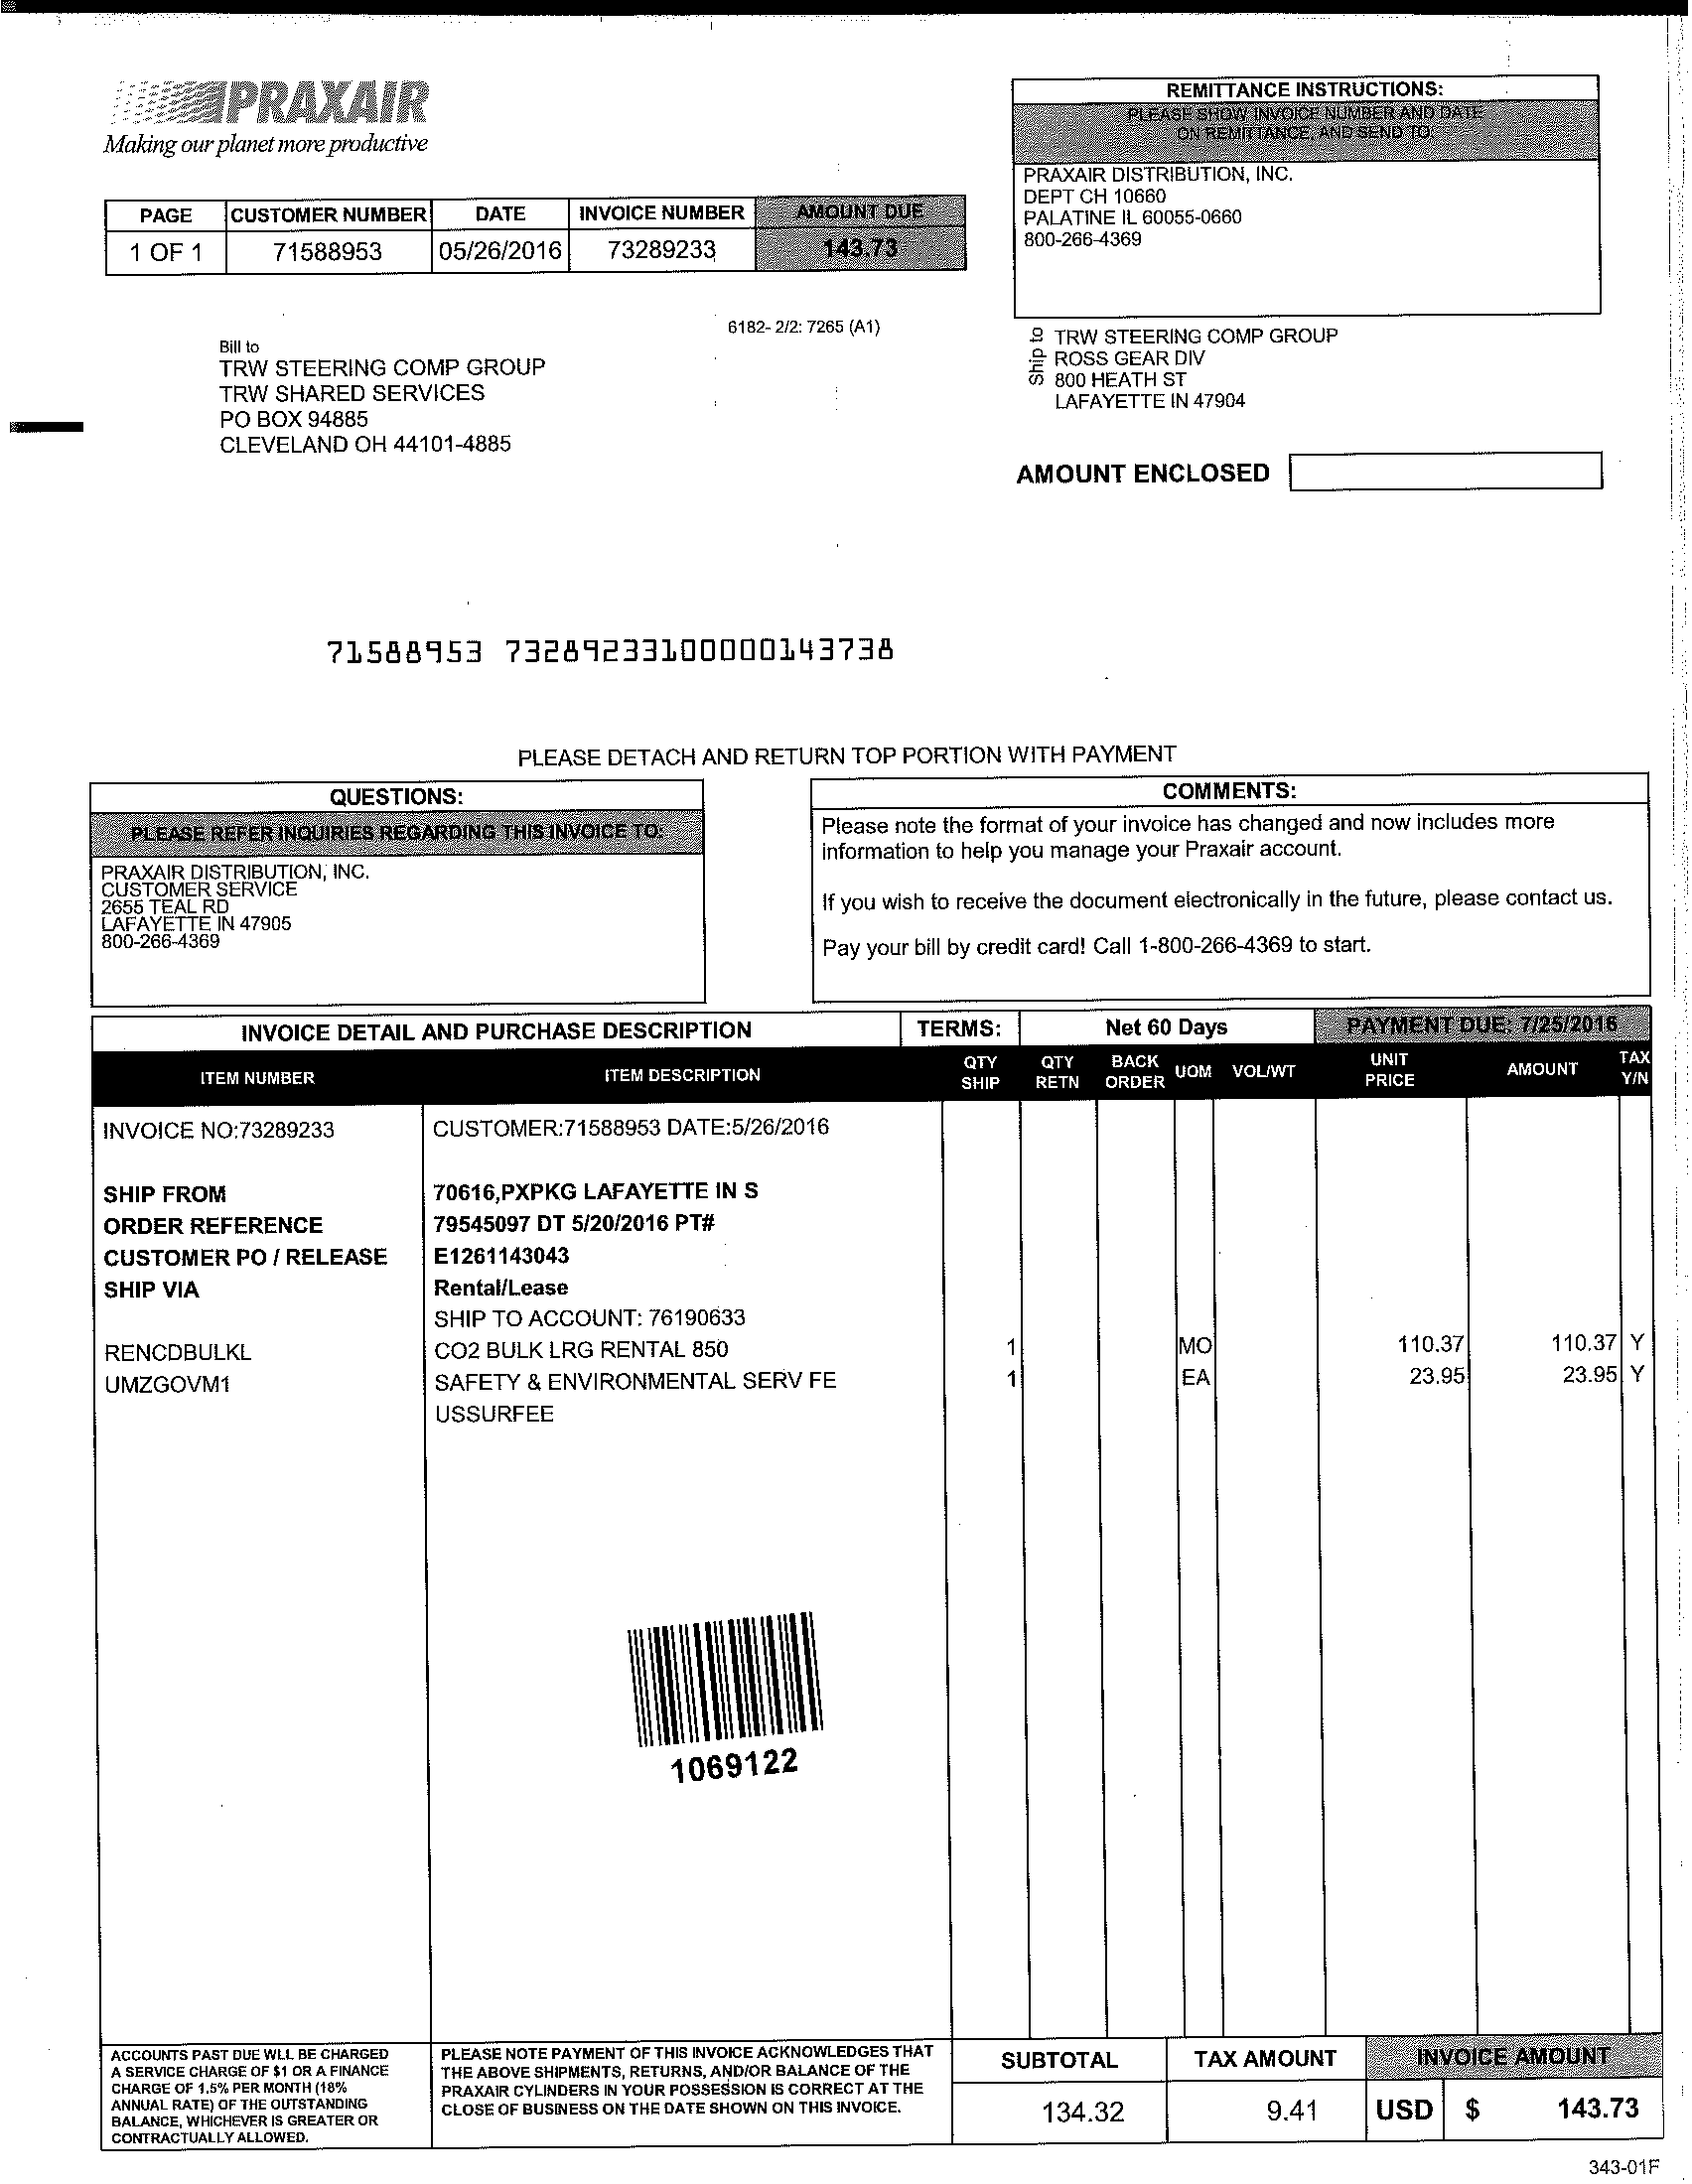 PRAXAIR
Making our planet more productive
REMITTANCE INSTRUCTIONS:
PLEASE SHOW INVOICE NUMBER AND DATE
ON REMITTANCE, AND SEND TO:
PRAXAIR DISTRIBUTION, INC.
DEPT CH 10660
PALATINE IL 60055-0660
800-266-4369
PAGE CUSTOMER NUMBER DATE INVOICE NUMBER AMOUNT DUE
1 OF 1 71588953 05/26/2016 73289233 143.73
6182- 2/2: 7265 (A1)
Bill to
TRW STEERING COMP GROUP
TRW SHARED SERVICES
PO BOX 94885
CLEVELAND OH 44101-4885
Ship to
TRW STEERING COMP GROUP
ROSS GEAR DIV
800 HEATH ST
LAFAYETTE IN 47904
AMOUNT ENCLOSED
71588953 73289233100000143738
PLEASE DETACH AND RETURN TOP PORTION WITH PAYMENT
QUESTIONS:
PLEASE REFER INQUIRIES REGARDING THIS INVOICE TO:
PRAXAIR DISTRIBUTION, INC.
CUSTOMER SERVICE
2655 TEAL RD
LAFAYETTE IN 47905
800-266-4369
COMMENTS:
Please note the format of your invoice has changed and now includes more
information to help you manage your Praxair account.
If you wish to receive the document electronically in the future, please contact us.
Pay your bill by credit card! Call 1-800-266-4369 to start.
INVOICE DETAIL AND PURCHASE DESCRIPTION TERMS: Net 60 Days PAYMENT DUE: 7/25/2016
ITEM NUMBER ITEM DESCRIPTION QTY SHIP QTY RETN BACK ORDER UOM VOL/WT UNIT PRICE AMOUNT TAX Y/N
INVOICE NO:73289233 CUSTOMER:71588953 DATE:5/26/2016
SHIP FROM 70616,PXPKG LAFAYETTE IN S
ORDER REFERENCE 79545097 DT 5/20/2016 PT#
CUSTOMER PO / RELEASE E1261143043
SHIP VIA Rental/Lease
SHIP TO ACCOUNT: 76190633
RENCDBULKL CO2 BULK LRG RENTAL 850 1 MO 110.37 110.37 Y
UMZGOVM1 SAFETY & ENVIRONMENTAL SERV FE 1 EA 23.95 23.95 Y
USSURFEE
1069122
ACCOUNTS PAST DUE WLL BE CHARGED
A SERVICE CHARGE OF $1 OR A FINANCE
CHARGE OF 1.5% PER MONTH (18%
ANNUAL RATE) OF THE OUTSTANDING
BALANCE, WHICHEVER IS GREATER OR
CONTRACTUALLY ALLOWED.
PLEASE NOTE PAYMENT OF THIS INVOICE ACKNOWLEDGES THAT
THE ABOVE SHIPMENTS, RETURNS, AND/OR BALANCE OF THE
PRAXAIR CYLINDERS IN YOUR POSSESSION IS CORRECT AT THE
CLOSE OF BUSINESS ON THE DATE SHOWN ON THIS INVOICE.
SUBTOTAL TAX AMOUNT INVOICE AMOUNT
134.32 9.41 USD $ 143.73
343-01F